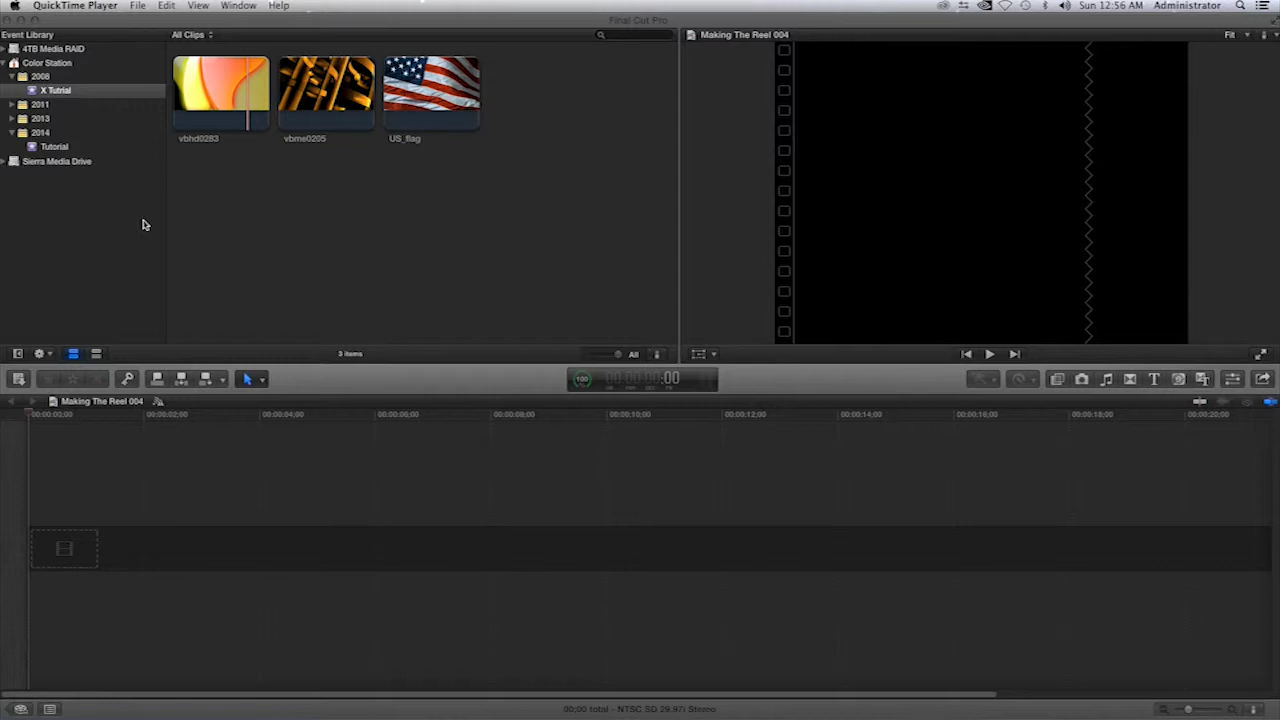 QuickTime Player File Edit View Window Help Sun 12:56 AM Administrator
Final Cut Pro
Event Library All Clips Making The Reel 004 Fit
4TB Media RAID
Color Station
2008
X Tutrial
2011
2013
2014
Tutorial
Sierra Media Drive
vbhd0283 vbme0205 US_flag
3 items All
100 00:00:00:00
Making The Reel 004
00:00:00;00 00:00:02;00 00:00:04;00 00:00:06;00 00:00:08;00 00:00:10;00 00:00:12;00 00:00:14;00 00:00:16;00 00:00:18;00 00:00:20;00
00;00 total - NTSC SD 29.97i Stereo